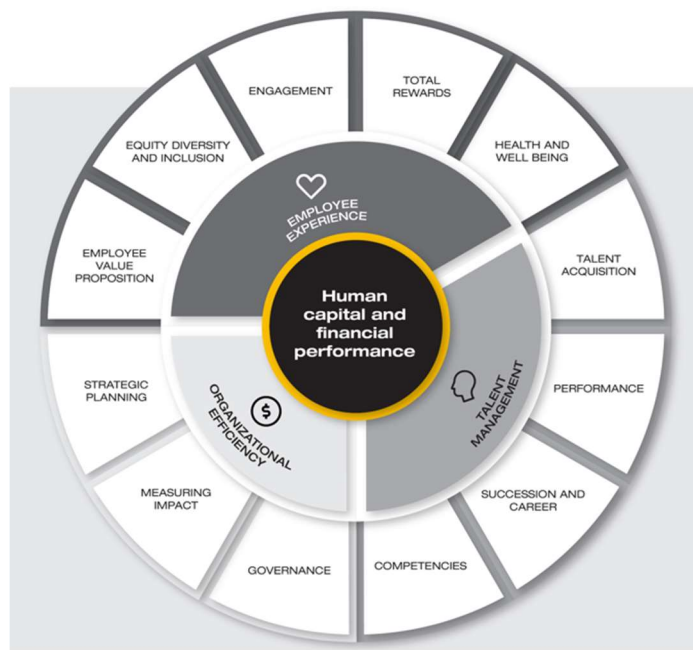 ENGAGEMENT
TOTAL
REWARDS
EQUITY DIVERSITY
AND INCLUSION
HEALTH AND
WELL BEING
EMPLOYEE
EXPERIENCE
EMPLOYEE
VALUE
PROPOSITION
TALENT
ACQUISITION
Human
capital and
financial
performance
STRATEGIC
PLANNING
PERFORMANCE
$
ORGANIZATIONAL
EFFICIENCY
TALENT
MANAGEMENT
MEASURING
IMPACT
SUCCESSION AND
CAREER
GOVERNANCE
COMPETENCIES